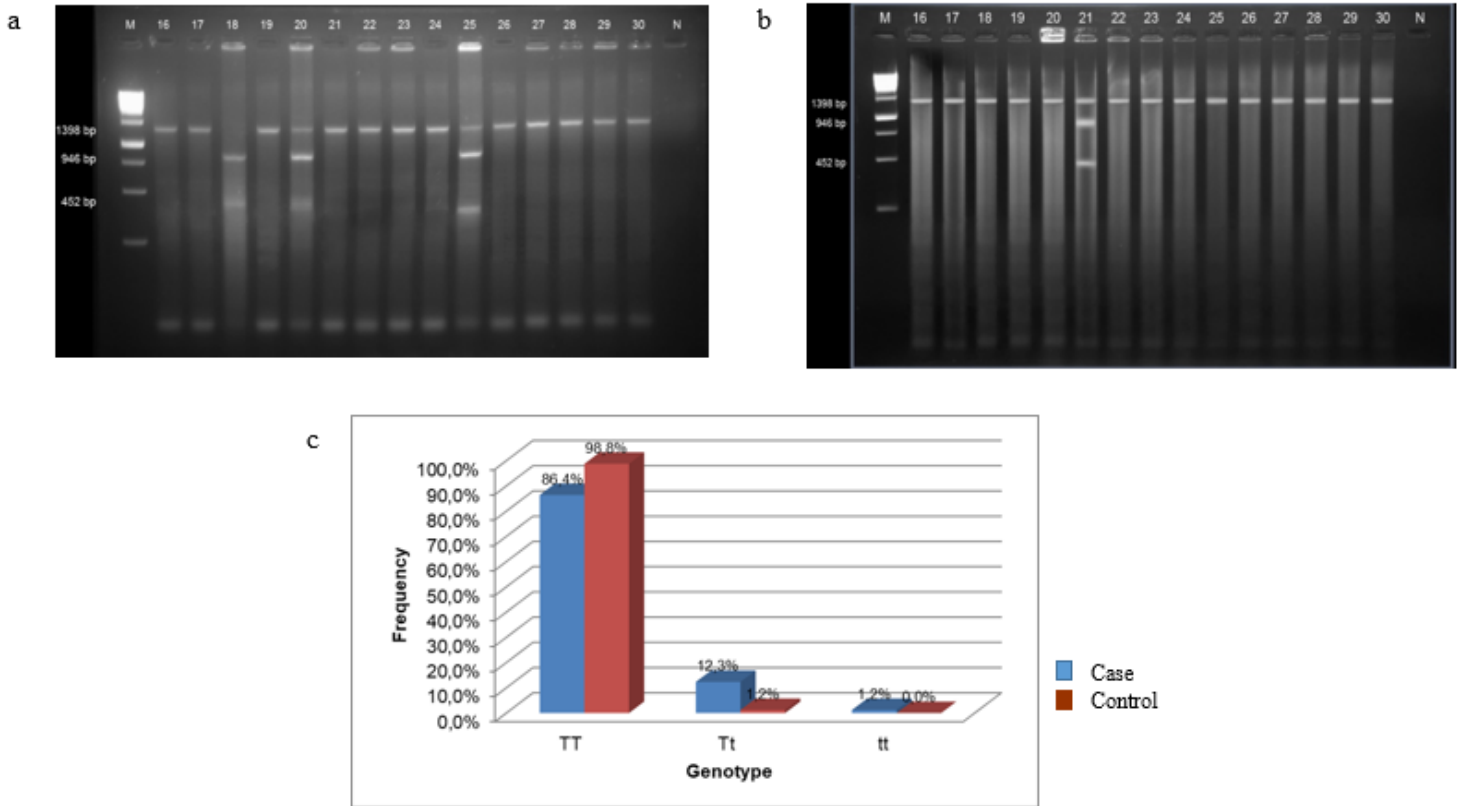 a
M 16 17 18 19 20 21 22 23 24 25 26 27 28 29 30 N
1398 bp
946 bp
452 bp
b
M 16 17 18 19 20 21 22 23 24 25 26 27 28 29 30 N
1398 bp
946 bp
452 bp
c
Frequency
100,0%
90,0%
80,0%
70,0%
60,0%
50,0%
40,0%
30,0%
20,0%
10,0%
0,0%
86,4% 98,8%
12,3% 1,2%
1,2% 0,0%
TT Tt tt
Genotype
Case
Control